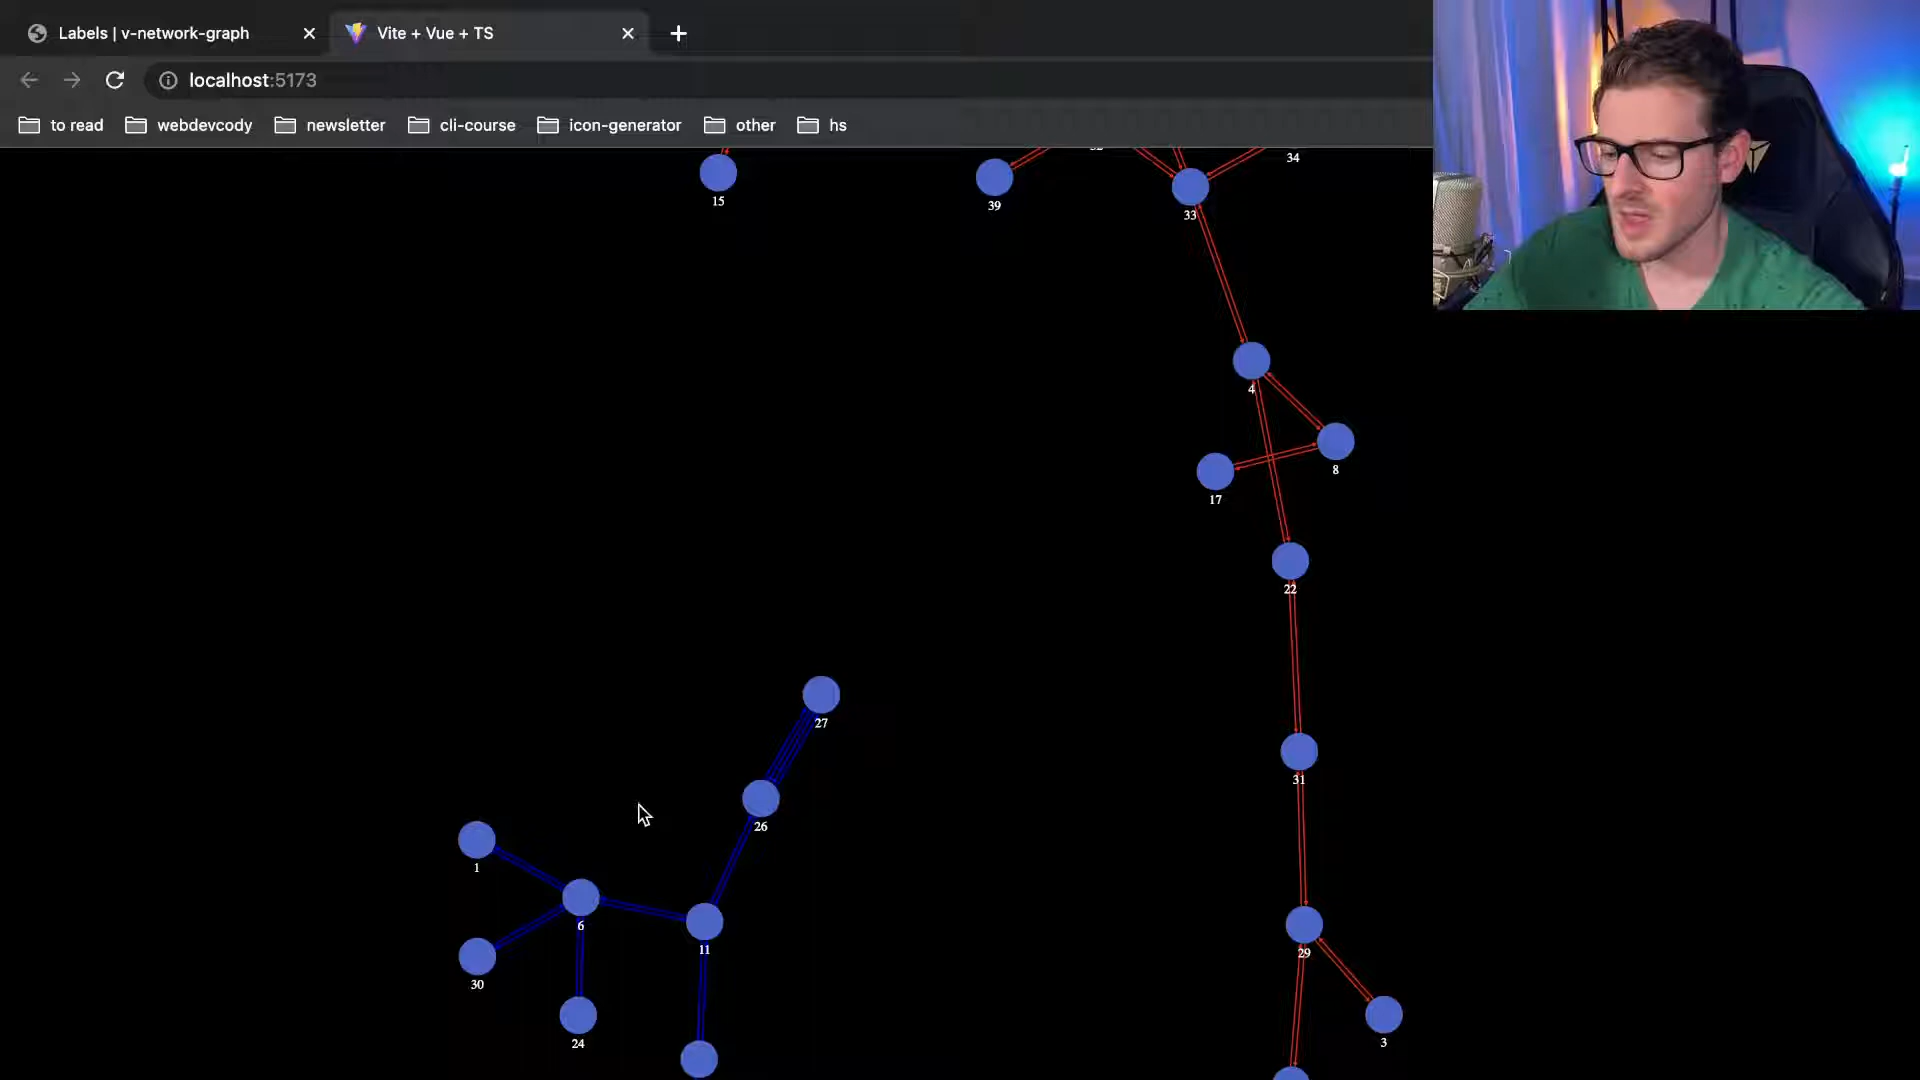 Labels | v-network-graph
Vite + Vue + TS
localhost:5173
to read
webdevcody
newsletter
cli-course
icon-generator
other
hs
32
34
15
39
33
4
8
17
22
27
31
26
1
6
11
29
30
24
3